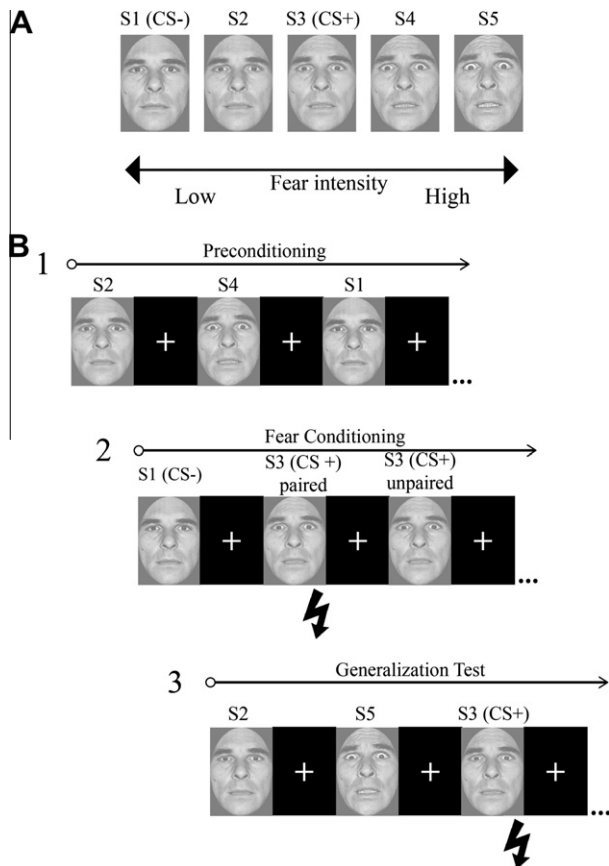 A
S1 (CS-) S2 S3 (CS+) S4 S5
Fear intensity
Low High
B
1
Preconditioning
S2 S4 S1
+ + +
...
2
Fear Conditioning
S1 (CS-) S3 (CS +) S3 (CS+)
paired unpaired
+ + +
...
3
Generalization Test
S2 S5 S3 (CS+)
+ + +
...